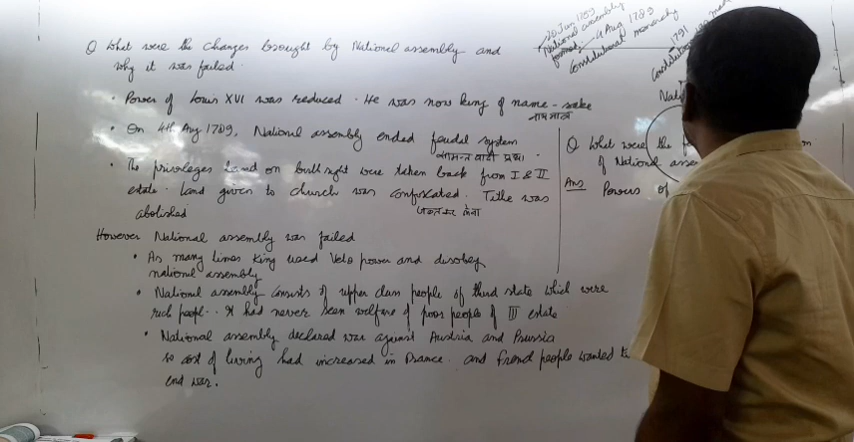 Q What were the changes brought by National assembly and
why it was failed.
• Power of Louis XVI was reduced. He was now king of name-sake
नाम मात्र
• On 4th Aug 1789, National assembly ended feudal system
सामन्तवादी प्रथा.
• The privileges based on birth right were taken back from I & II
estate. Land given to church was confiscated. Tithe was
abolished
जब्त कर लेना
However National assembly was failed
• As many times King used Veto power and disobey
national assembly
• National assembly consists of upper class people of third state which were
rich people.. It had never seen welfare of poor people of III estate
• National assembly declared war against Austria and Prussia
so cost of living had increased in France. and french people wanted
end war.
20 Jun 1789
National assembly
formed
4 Aug 1789
Constitutional monarchy
1791
Q What were the
of National
Ans Powers of